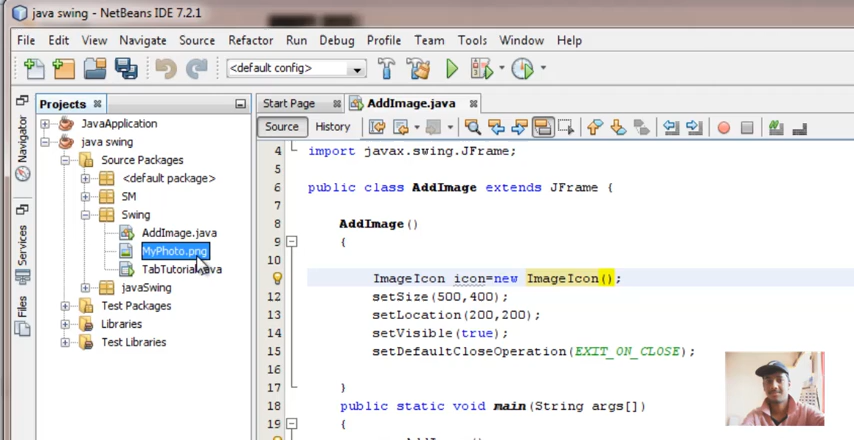 java swing - NetBeans IDE 7.2.1
File Edit View Navigate Source Refactor Run Debug Profile Team Tools Window Help
<default config>
Projects
Start Page
AddImage.java
Source History
Navigator
Services
Files
JavaApplication
java swing
Source Packages
<default package>
SM
Swing
AddImage.java
MyPhoto.png
TabTutorial.java
javaSwing
Test Packages
Libraries
Test Libraries
4 import javax.swing.JFrame;
5
6 public class AddImage extends JFrame {
7
8 AddImage()
9 {
10
ImageIcon icon=new ImageIcon();
12 setSize(500,400);
13 setLocation(200,200);
14 setVisible(true);
15 setDefaultCloseOperation(EXIT_ON_CLOSE);
16
17 }
18 public static void main(String args[])
19 {